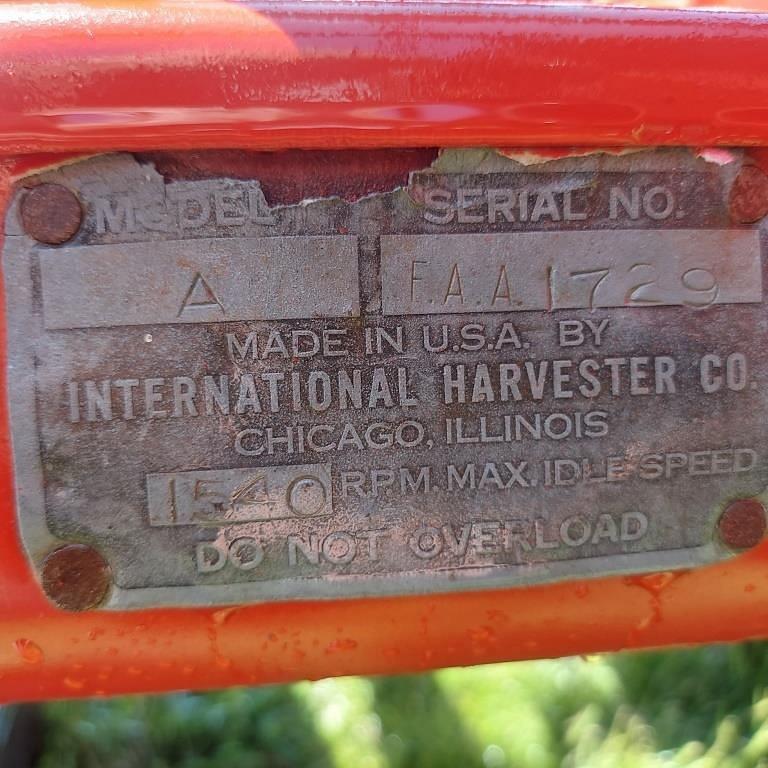 MODEL SERIAL NO.
A F.A.A. 1729
MADE IN U.S.A. BY
INTERNATIONAL HARVESTER CO.
CHICAGO, ILLINOIS
1540 RPM. MAX. IDLE SPEED
DO NOT OVERLOAD